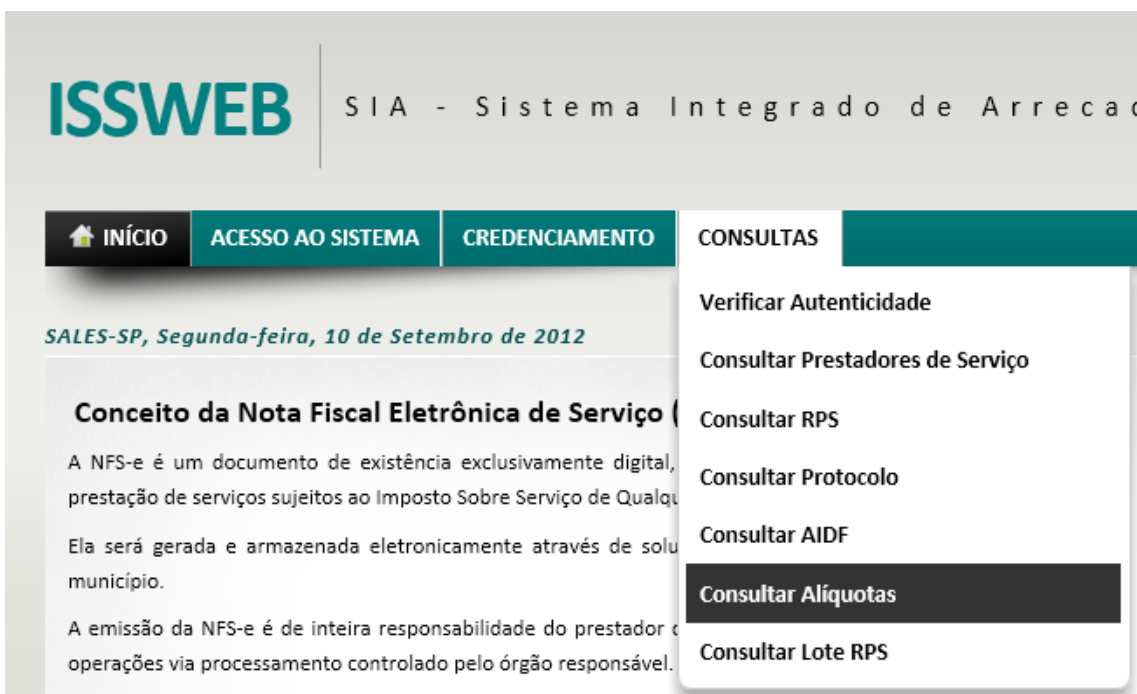 ISSWEB
SIA - Sistema Integrado de Arreca
INÍCIO
ACESSO AO SISTEMA
CREDENCIAMENTO
CONSULTAS
Verificar Autenticidade
Consultar Prestadores de Serviço
Consultar RPS
Consultar Protocolo
Consultar AIDF
Consultar Alíquotas
Consultar Lote RPS
SALES-SP, Segunda-feira, 10 de Setembro de 2012
Conceito da Nota Fiscal Eletrônica de Serviço (
A NFS-e é um documento de existência exclusivamente digital,
prestação de serviços sujeitos ao Imposto Sobre Serviço de Qualqu
Ela será gerada e armazenada eletronicamente através de solu
município.
A emissão da NFS-e é de inteira responsabilidade do prestador
operações via processamento controlado pelo órgão responsável.